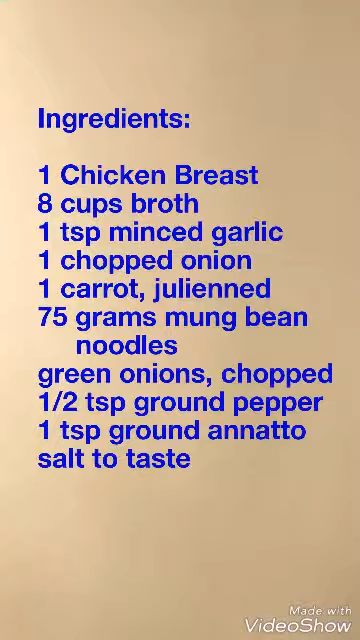 Ingredients:
1 Chicken Breast
8 cups broth
1 tsp minced garlic
1 chopped onion
1 carrot, julienned
75 grams mung bean
noodles
green onions, chopped
1/2 tsp ground pepper
1 tsp ground annatto
salt to taste
Made with
VideoShow